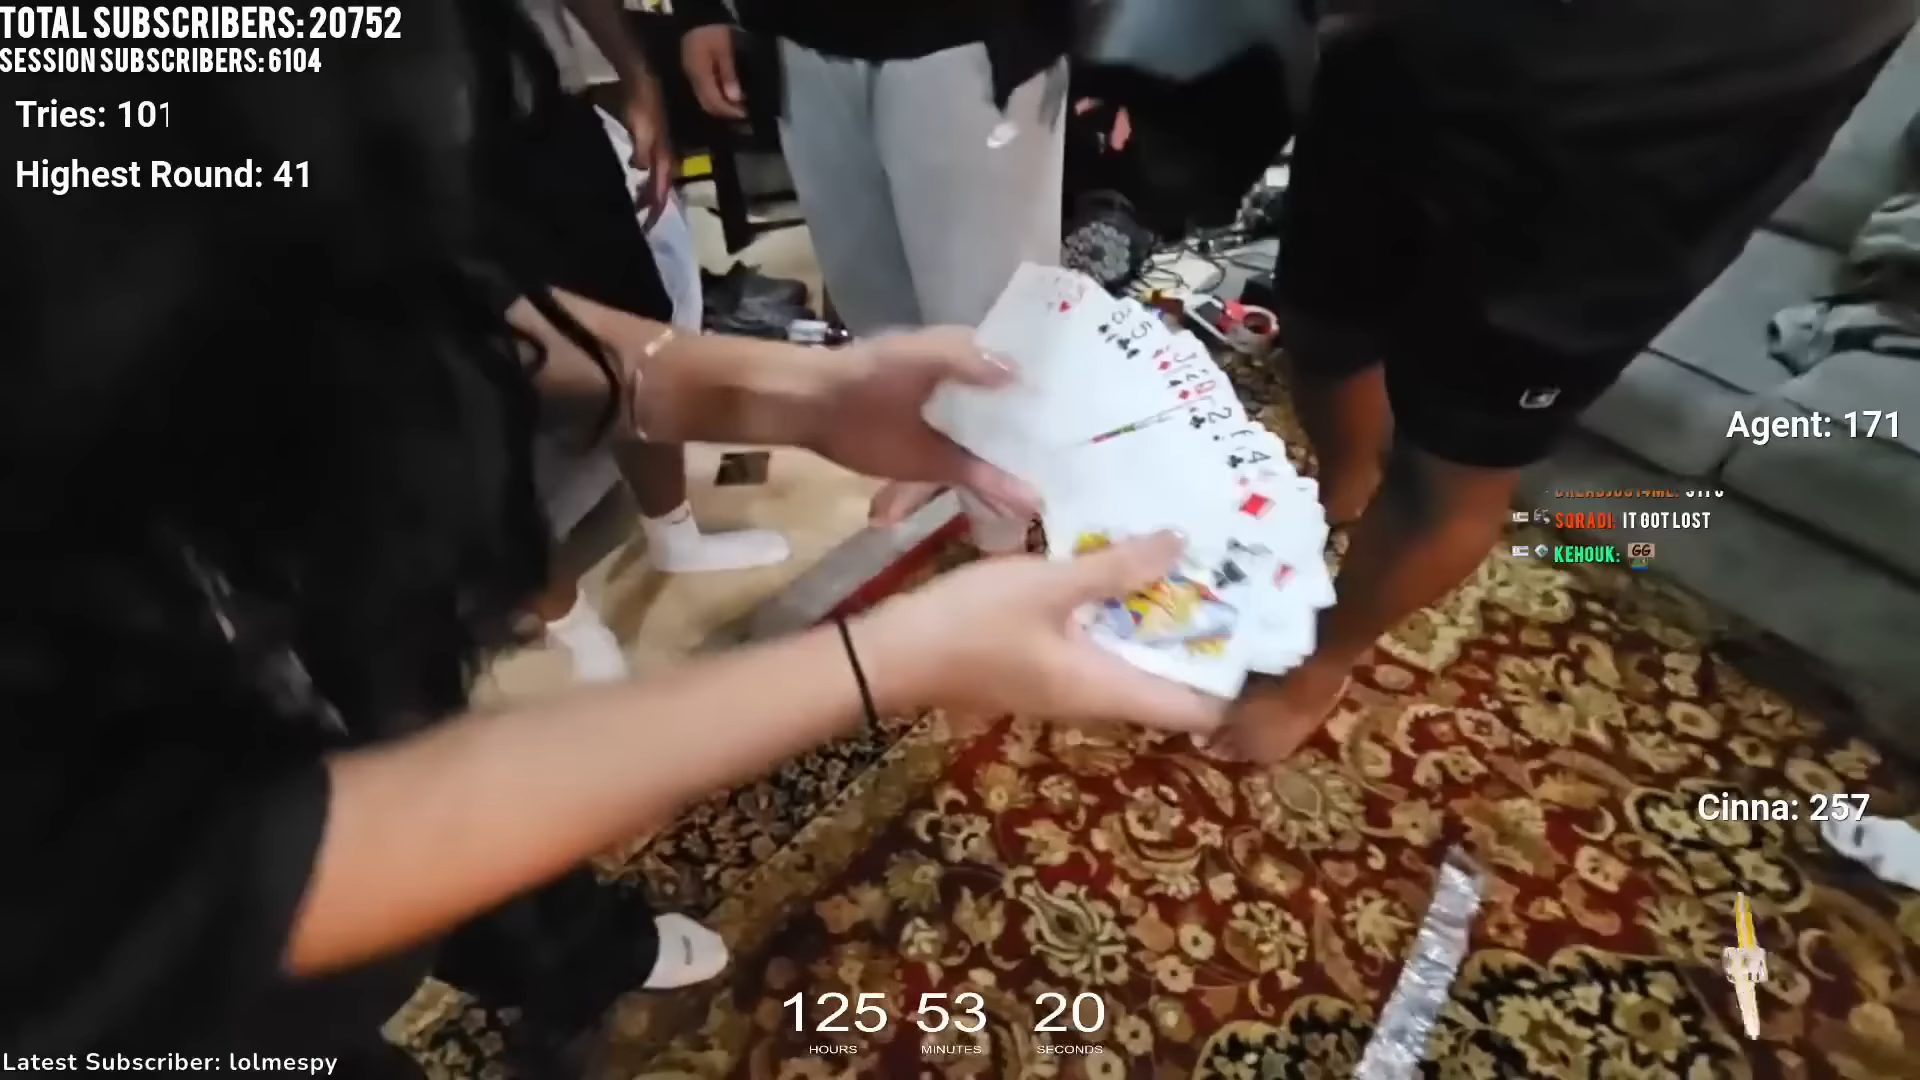 TOTAL SUBSCRIBERS: 20752
SESSION SUBSCRIBERS: 6104
Tries: 101
Highest Round: 41
Agent: 171
SORADI: IT GOT LOST
KEHOUK: GG
Cinna: 257
125 53 20
HOURS MINUTES SECONDS
Latest Subscriber: lolmespy